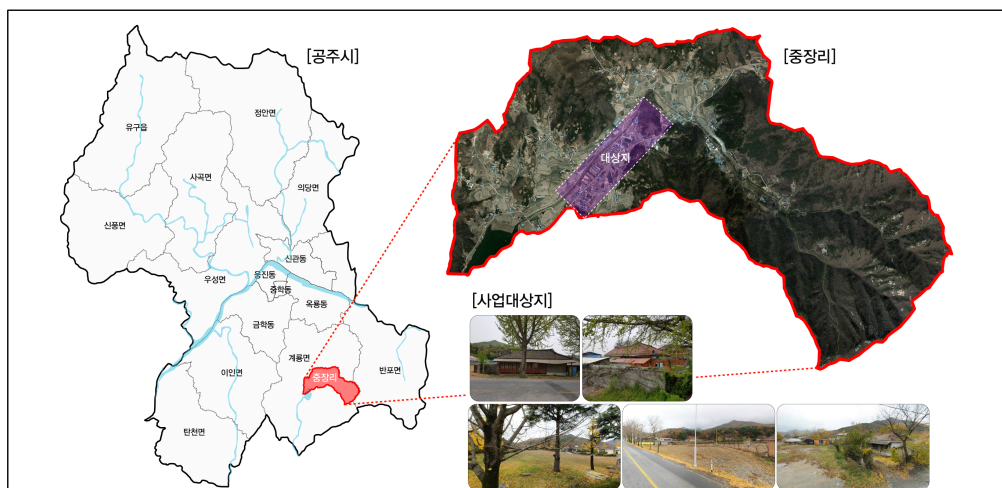 [공주시]
유구읍
정안면
사곡면
의당면
신풍면
신관동
우성면
웅진동
중학동
옥룡동
금학동
계룡면
이인면
중장리
반포면
탄천면
[중장리]
대상지
[사업대상지]